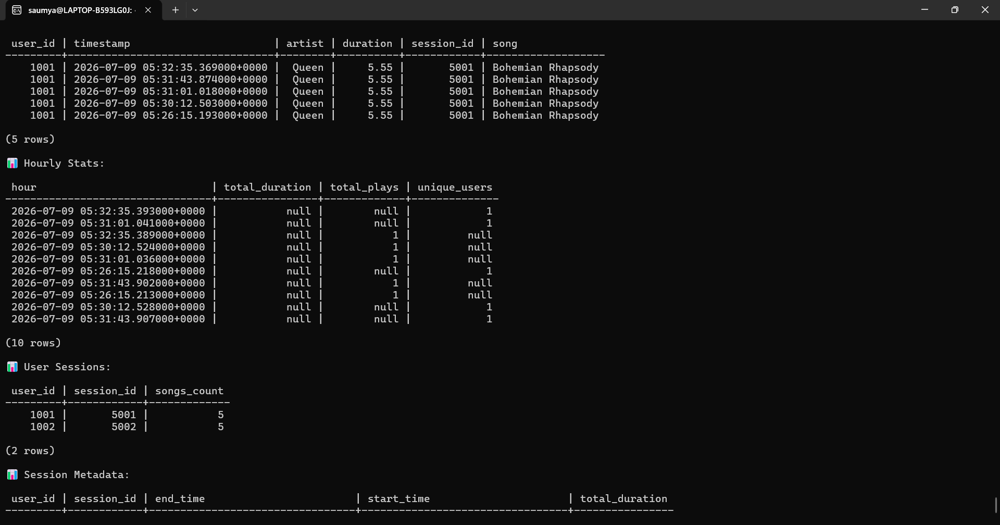 saumya@LAPTOP-B593LG0J: ·
user_id | timestamp                       | artist | duration | session_id | song
---------+---------------------------------+--------+----------+------------+-------------------
    1001 | 2026-07-09 05:32:35.369000+0000 |  Queen |     5.55 |       5001 | Bohemian Rhapsody
    1001 | 2026-07-09 05:31:43.874000+0000 |  Queen |     5.55 |       5001 | Bohemian Rhapsody
    1001 | 2026-07-09 05:31:01.018000+0000 |  Queen |     5.55 |       5001 | Bohemian Rhapsody
    1001 | 2026-07-09 05:30:12.503000+0000 |  Queen |     5.55 |       5001 | Bohemian Rhapsody
    1001 | 2026-07-09 05:26:15.193000+0000 |  Queen |     5.55 |       5001 | Bohemian Rhapsody
(5 rows)
📊 Hourly Stats:
 hour                            | total_duration | total_plays | unique_users
---------------------------------+----------------+-------------+--------------
 2026-07-09 05:32:35.393000+0000 |           null |        null |            1
 2026-07-09 05:31:01.041000+0000 |           null |        null |            1
 2026-07-09 05:32:35.389000+0000 |           null |           1 |         null
 2026-07-09 05:30:12.524000+0000 |           null |           1 |         null
 2026-07-09 05:31:01.036000+0000 |           null |           1 |         null
 2026-07-09 05:26:15.218000+0000 |           null |        null |            1
 2026-07-09 05:31:43.902000+0000 |           null |           1 |         null
 2026-07-09 05:26:15.213000+0000 |           null |           1 |         null
 2026-07-09 05:30:12.528000+0000 |           null |        null |            1
 2026-07-09 05:31:43.907000+0000 |           null |        null |            1
(10 rows)
📊 User Sessions:
 user_id | session_id | songs_count
---------+------------+-------------
    1001 |       5001 |           5
    1002 |       5002 |           5
(2 rows)
📊 Session Metadata:
 user_id | session_id | end_time                        | start_time                      | total_duration
---------+------------+---------------------------------+---------------------------------+----------------